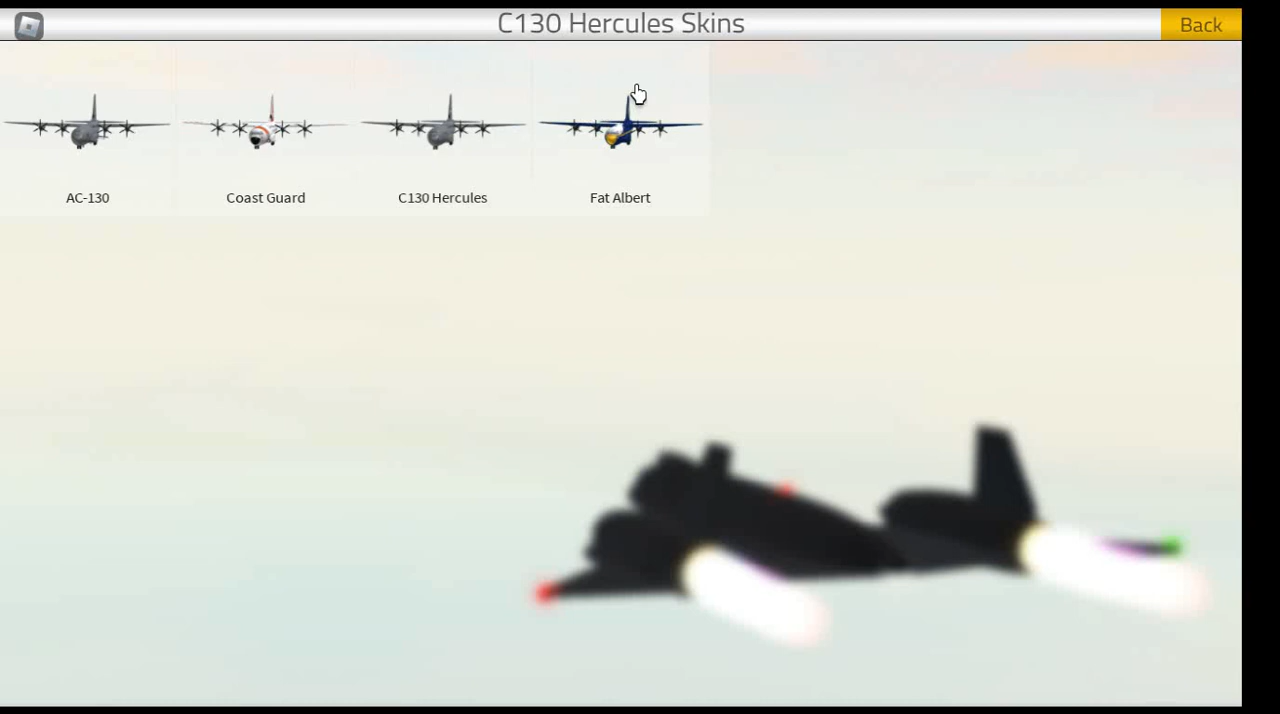 C130 Hercules Skins
Back
AC-130
Coast Guard
C130 Hercules
Fat Albert